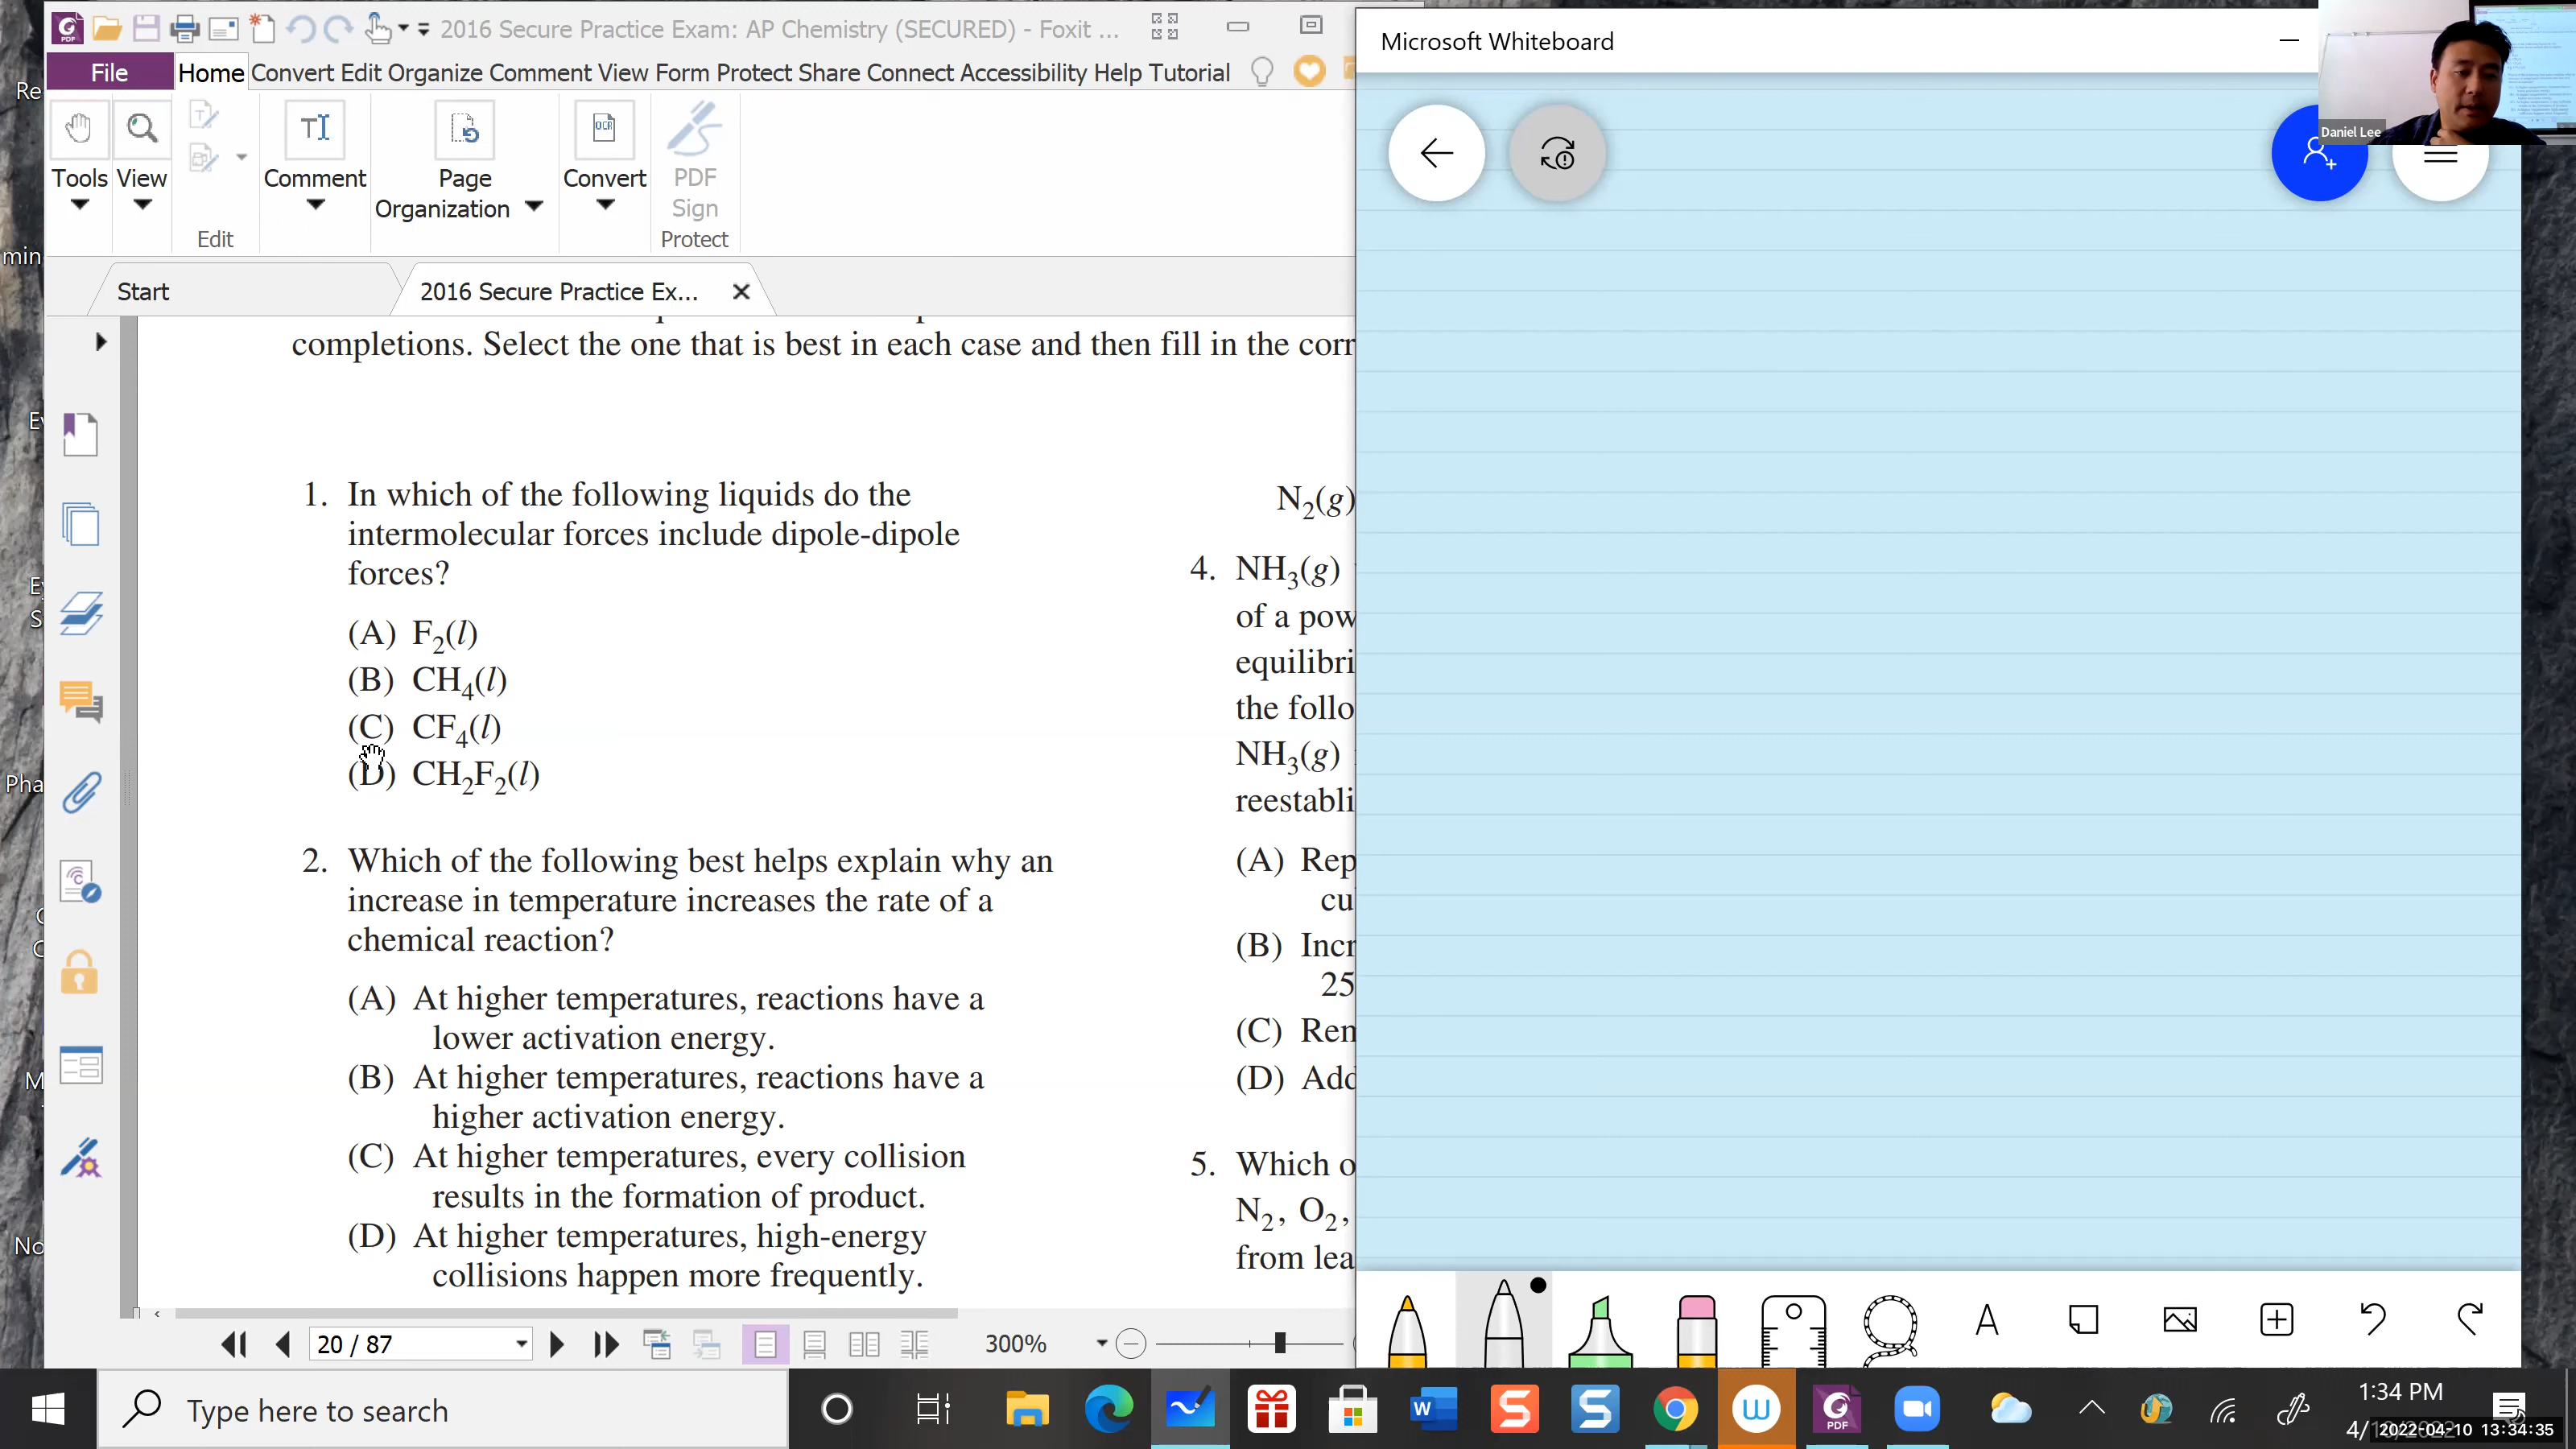 2016 Secure Practice Exam: AP Chemistry (SECURED) - Foxit ...
File Home Convert Edit Organize Comment View Form Protect Share Connect Accessibility Help Tutorial
Tools View Comment Page Organization Convert PDF Sign
Edit Protect
Start 2016 Secure Practice Ex...
completions. Select the one that is best in each case and then fill in the corr
1. In which of the following liquids do the
intermolecular forces include dipole-dipole
forces?
(A) F₂(l)
(B) CH₄(l)
(C) CF₄(l)
(D) CH₂F₂(l)
2. Which of the following best helps explain why an
increase in temperature increases the rate of a
chemical reaction?
(A) At higher temperatures, reactions have a
lower activation energy.
(B) At higher temperatures, reactions have a
higher activation energy.
(C) At higher temperatures, every collision
results in the formation of product.
(D) At higher temperatures, high-energy
collisions happen more frequently.
N₂(g)
4. NH₃(g)
of a pow
equilibri
the follo
NH₃(g)
reestabli
(A) Rep
cu
(B) Incr
25
(C) Ren
(D) Add
5. Which o
N₂, O₂,
from lea
20 / 87
300%
Microsoft Whiteboard
Daniel Lee
Type here to search
1:34 PM
2022-04-10 13:34:35